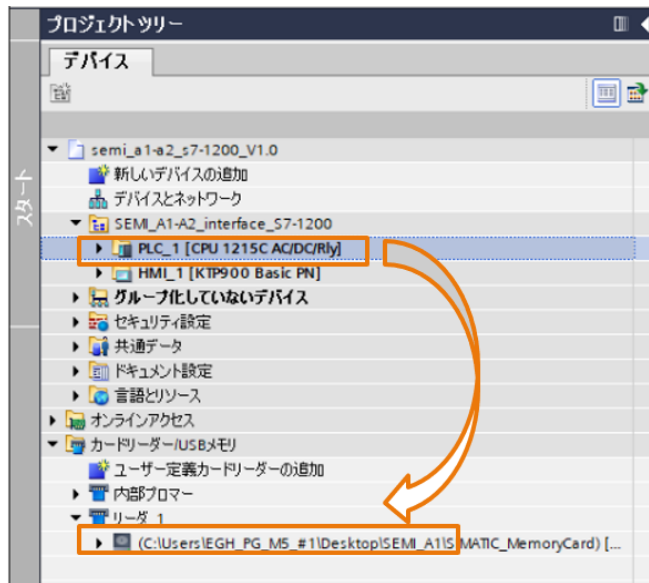 プロジェクト ツリー
デバイス
スタート
semi_a1-a2_s7-1200_V1.0
新しいデバイスの追加
デバイスとネットワーク
SEMI_A1-A2_interface_S7-1200
PLC_1 [CPU 1215C AC/DC/Rly]
HMI_1 [KTP900 Basic PN]
グループ化していないデバイス
セキュリティ設定
共通データ
ドキュメント設定
言語とリソース
オンラインアクセス
カードリーダー/USBメモリ
ユーザー定義カードリーダーの追加
内部プロマー
リーダ_1
(C:\Users\EGH_PG_M5_#1\Desktop\SEMI_A1\SIMATIC_MemoryCard) [...